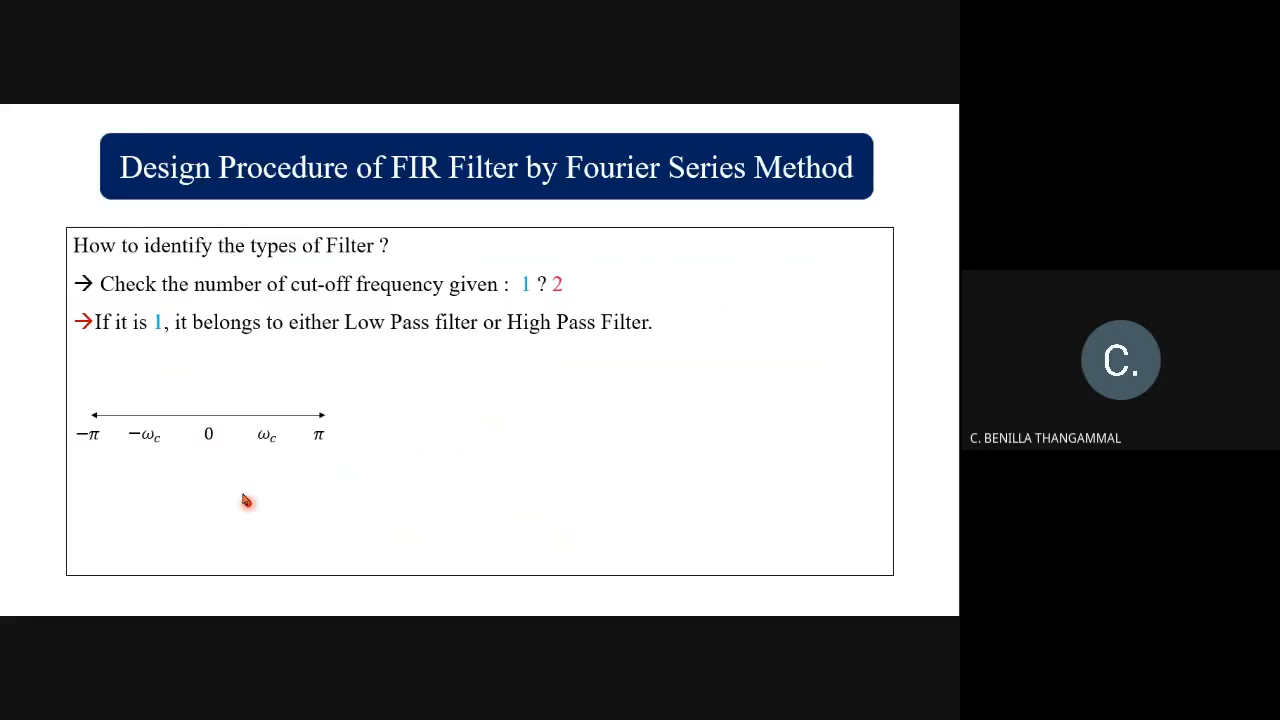 Design Procedure of FIR Filter by Fourier Series Method
How to identify the types of Filter ?
→ Check the number of cut-off frequency given : 1 ? 2
→If it is 1, it belongs to either Low Pass filter or High Pass Filter.
−π −ω_c 0 ω_c π
C.
C. BENILLA THANGAMMAL